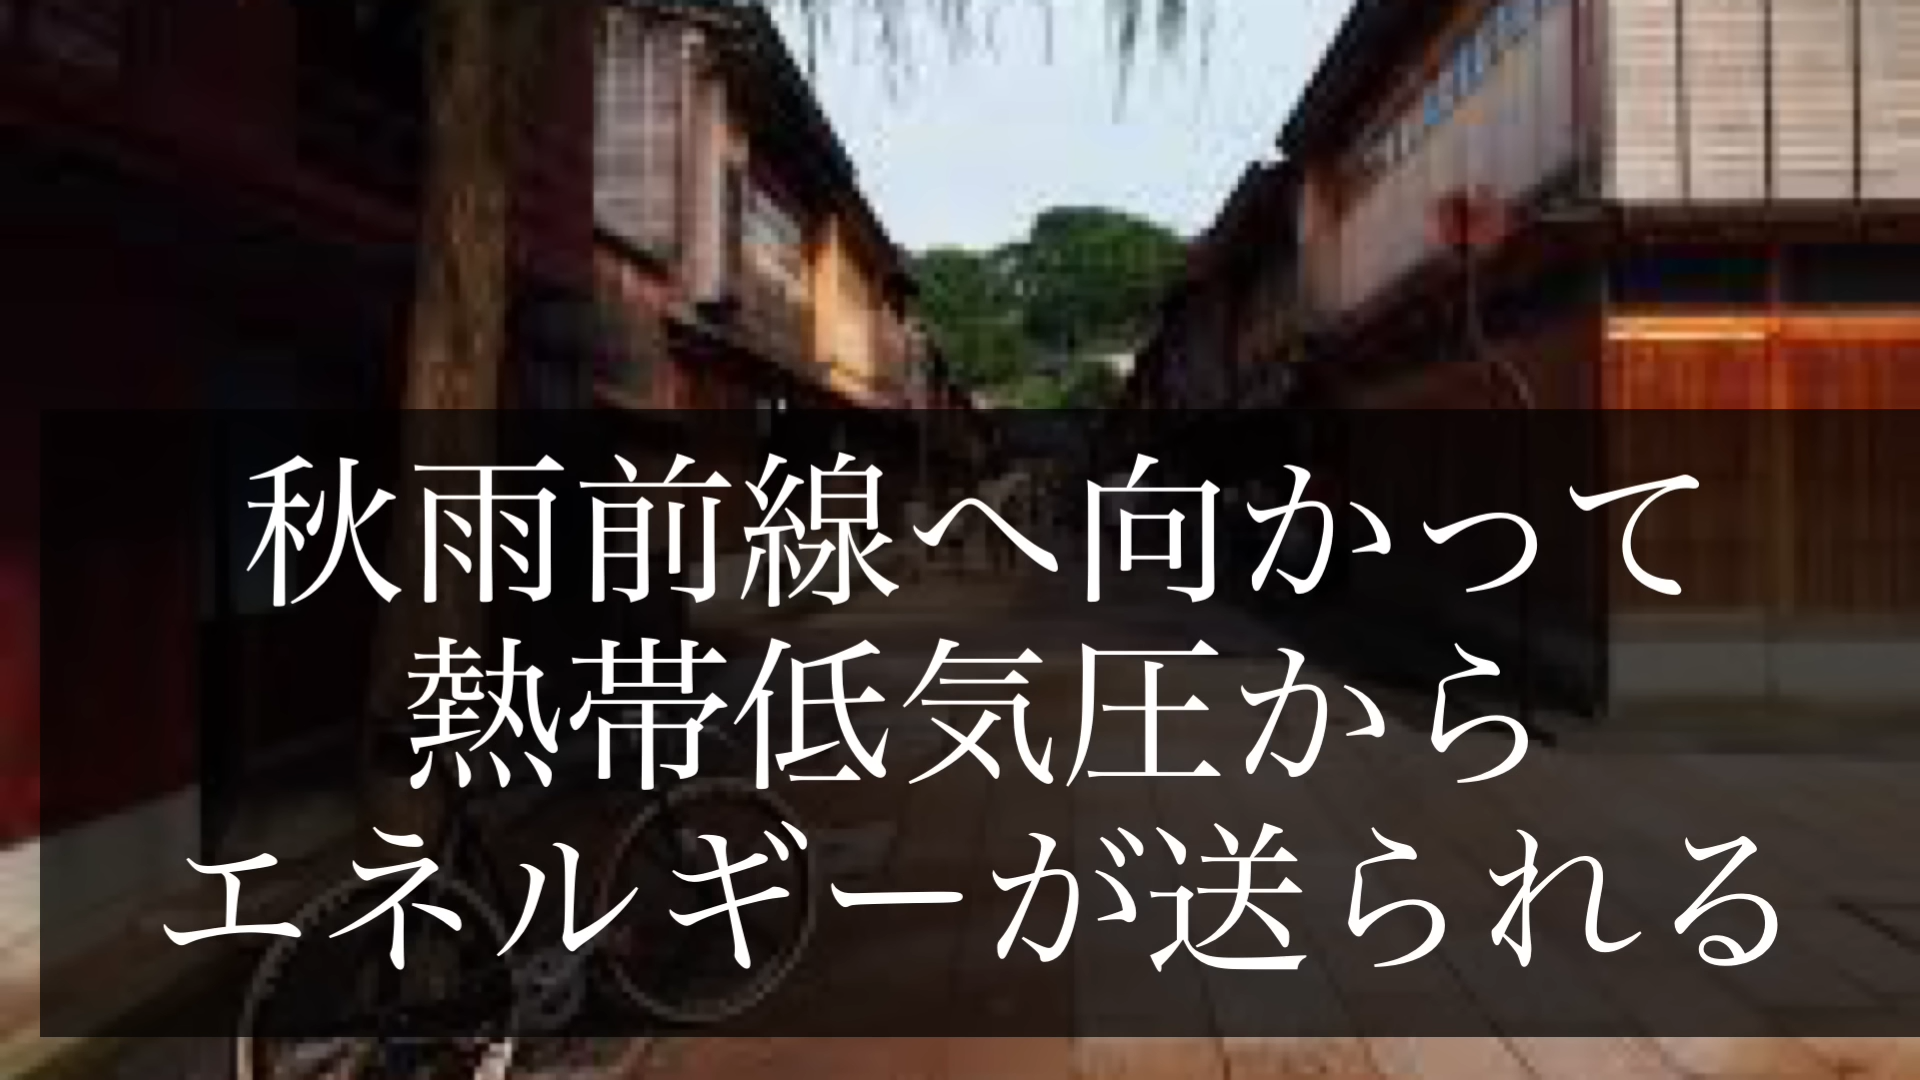 秋雨前線へ向かって
熱帯低気圧から
エネルギーが送られる